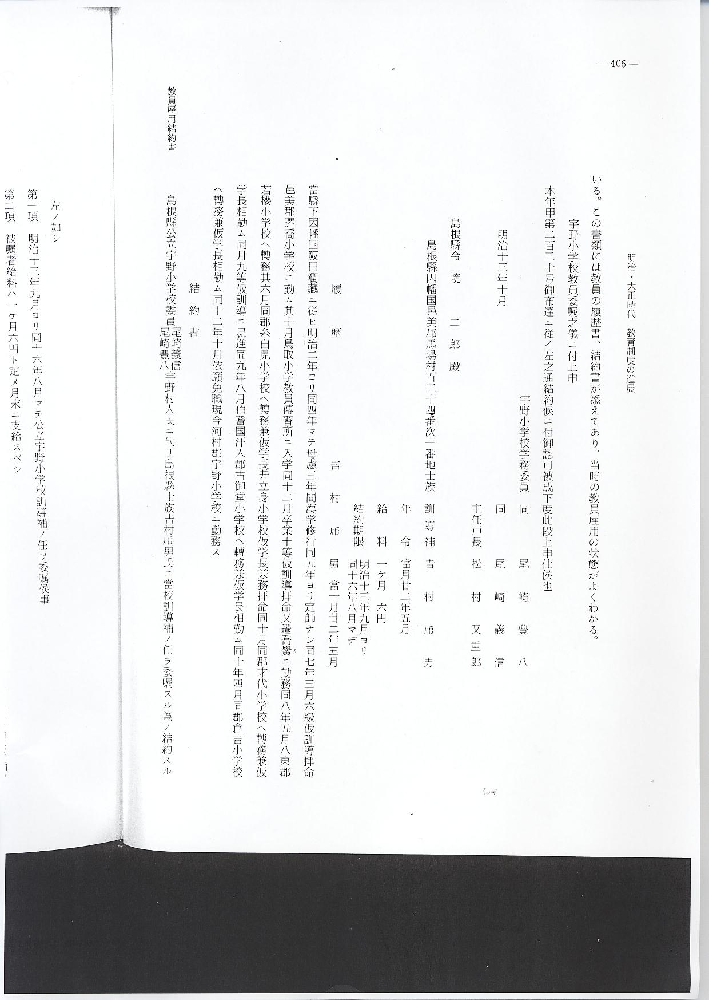 — 406 —
明治・大正時代　教育制度の進展
いる。この書類には教員の履歴書、結約書が添えてあり、当時の教員雇用の状態がよくわかる。
宇野小学校教員委嘱之儀ニ付上申
本年甲第二百三十号御布達ニ従イ左之通結約候ニ付御認可被成下度此段上申仕候也
宇野小学校学務委員　同　尾崎豊八
明治十三年十月
同　尾崎義信
主任戸長　松村又重郎
島根縣令　境　二郎殿
島根縣因幡国邑美郡馬場村百三十四番次一番地士族　訓導補　吉村乕男
年　令　當月廿二年五月
給　料　一ケ月　六円
結約期限　明治十三年九月ヨリ
同十六年八月マデ
履　歴
吉村乕男　當十月廿二年五月
當縣下因幡国阪田潤藏ニ従ヒ明治二年ヨリ同四年マテ母慮三年間漢学修行同五年ヨリ定師ナシ同七年三月六級仮訓導拝命
邑美郡遷喬小学校ニ勤ム其十月鳥取小学教員傳習所ニ入学同十二月卒業十等仮訓導拝命又遷喬黌ニ勤務同八年五月八東郡
若櫻小学校ヘ轉務其六月同郡糸白見小学校ヘ轉務兼仮学長并立身小学校仮学長兼務拝命同十月同郡才代小学校ヘ轉務兼仮
学長相勤ム同月九等仮訓導ニ曻進同九年八月伯耆国汗入郡古御堂小学校ヘ轉務兼仮学長相勤ム同十年四月同郡倉吉小学校
ヘ轉務兼仮学長相勤ム同十二年十月依願免職現今河村郡宇野小学校ニ勤務ス
結　約　書
教員雇用結約書
島根縣公立宇野小学校委員尾崎義信尾崎豊八宇野村人民ニ代リ島根縣士族吉村乕男氏ニ當校訓導補ノ任ヲ委嘱スル為ノ結約スル
左ノ如シ
第一項　明治十三年九月ヨリ同十六年八月マテ公立宇野小学校訓導補ノ任ヲ委嘱候事
第二項　被嘱者給料ハ一ケ月六円ト定メ月末ニ支給スベシ